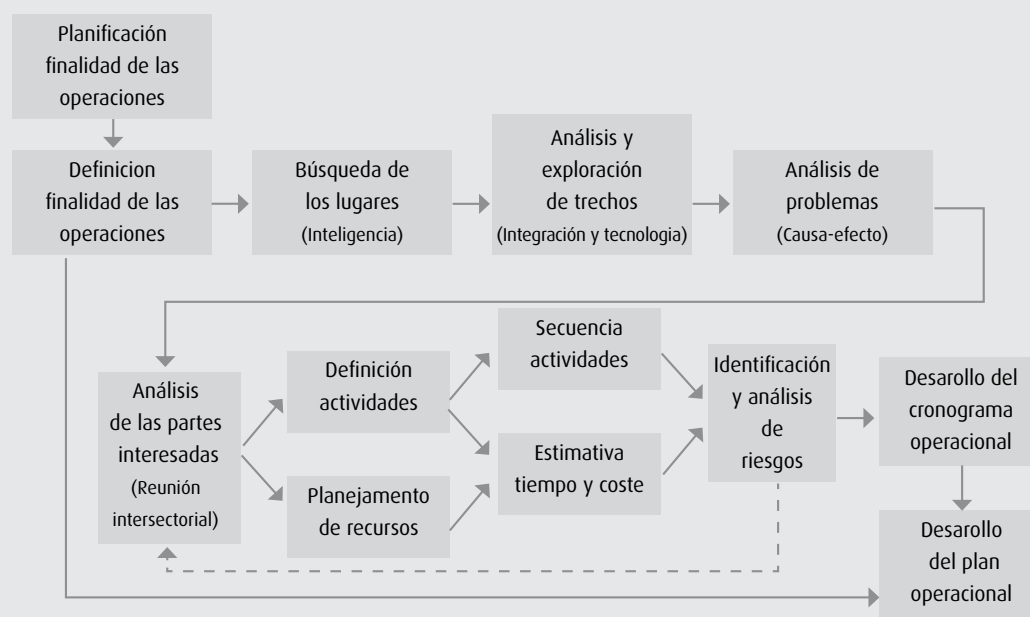 Planificación
finalidad de las
operaciones
Definicion
finalidad de las
operaciones
Búsqueda de
los lugares
(Inteligencia)
Análisis y
exploración
de trechos
(Integración y tecnologia)
Análisis de
problemas
(Causa-efecto)
Análisis
de las partes
interesadas
(Reunión
intersectorial)
Definición
actividades
Planejamento
de recursos
Secuencia
actividades
Estimativa
tiempo y coste
Identificación
y análisis
de
riesgos
Desarollo del
cronograma
operacional
Desarollo
del plan
operacional